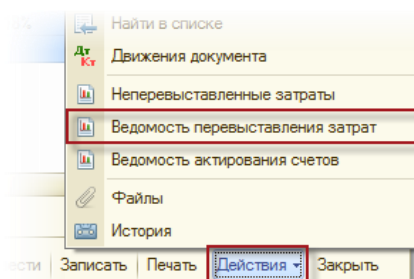 Найти в списке
Дт Кт Движения документа
Неперевыставленные затраты
Ведомость перевыставления затрат
Ведомость актирования счетов
Файлы
История
Записать Печать Действия Закрыть